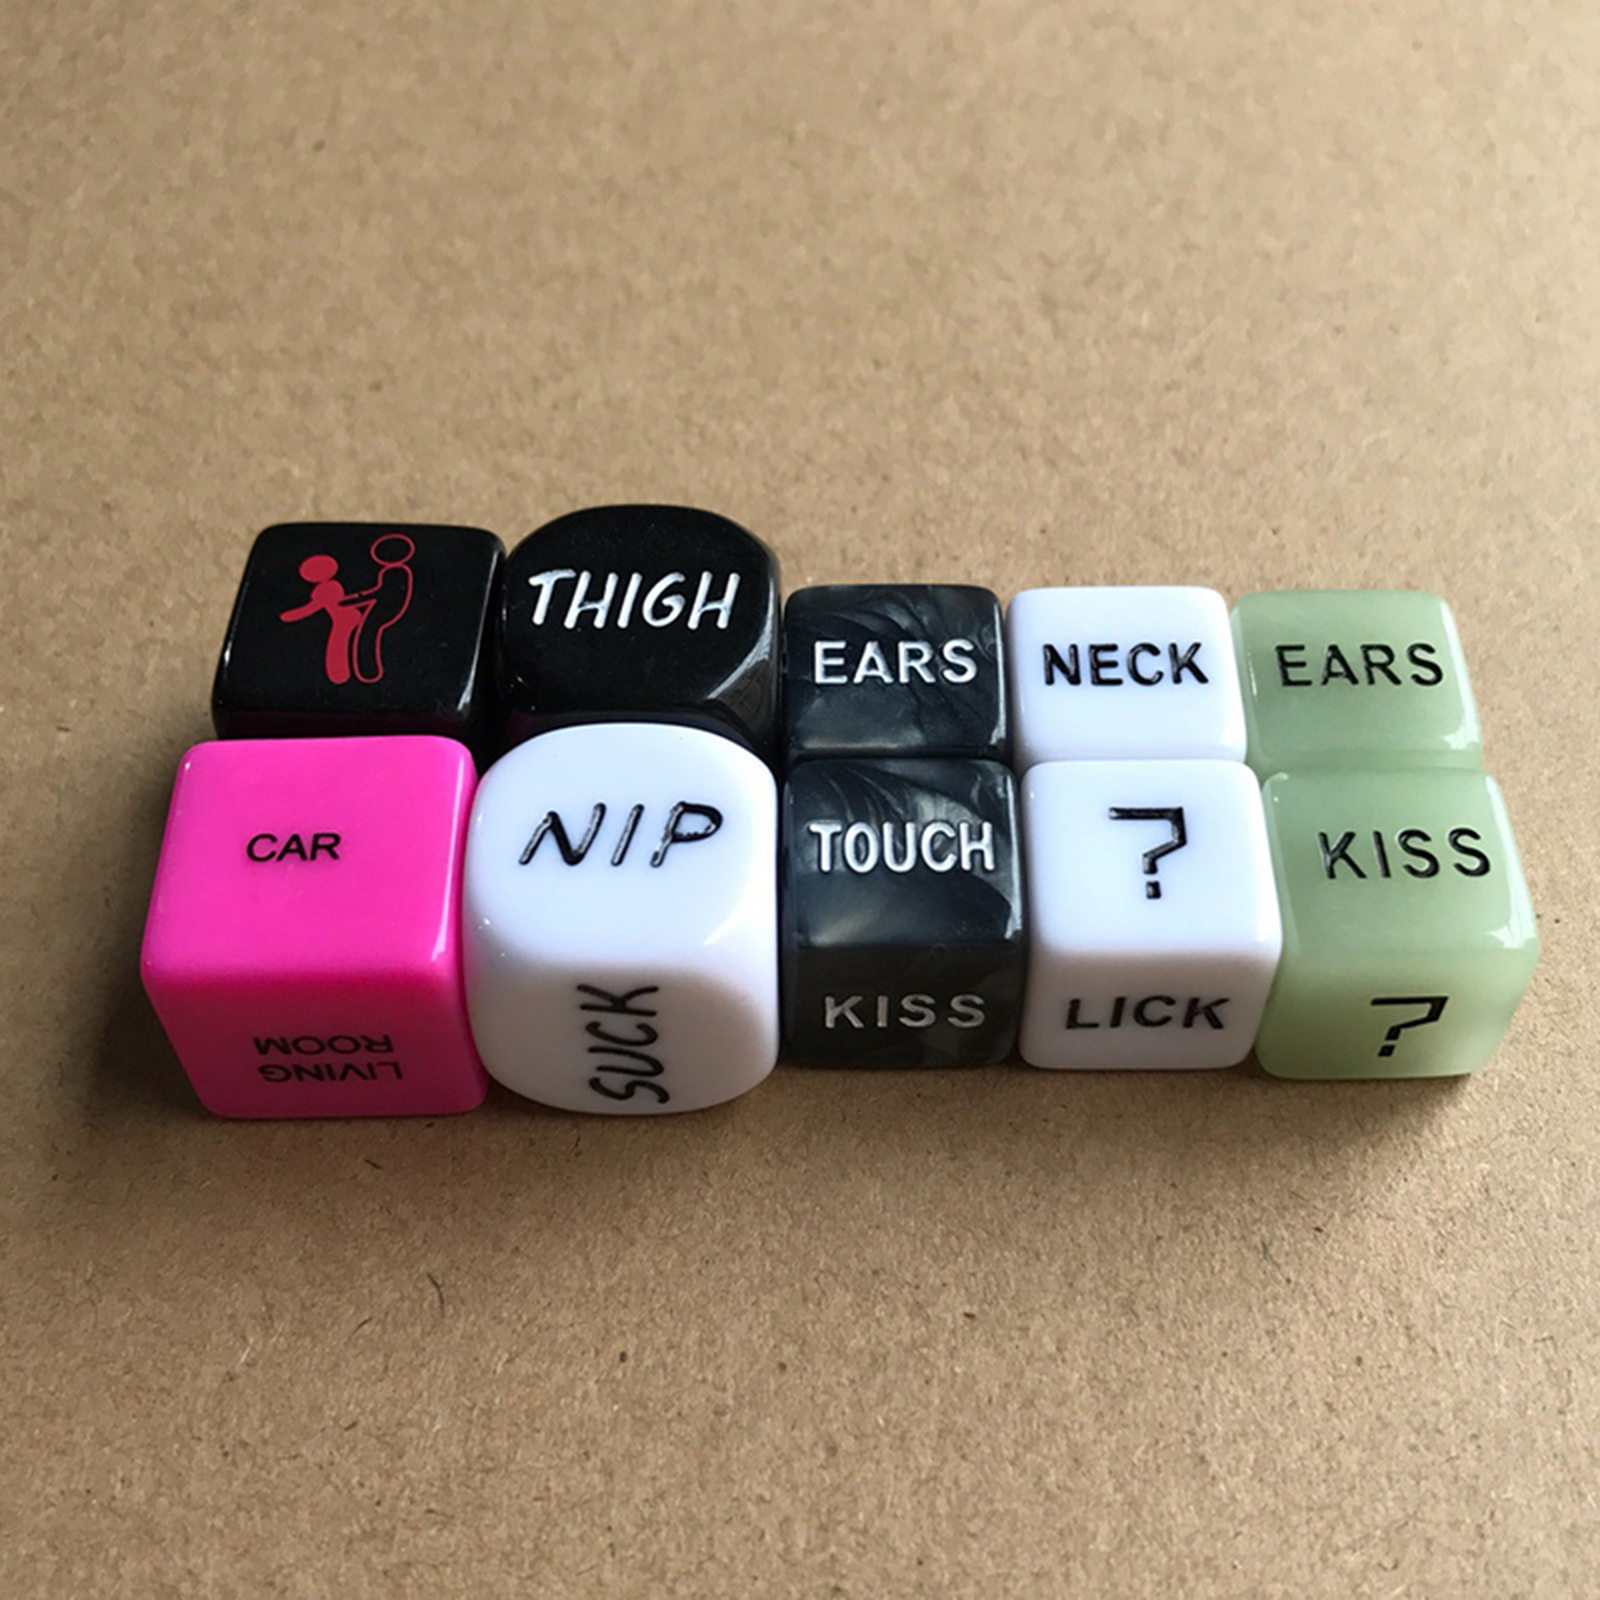 THIGH
EARS
NECK
EARS
CAR
NIP
TOUCH
?
KISS
LIVING
ROOM
SUCK
KISS
LICK
?